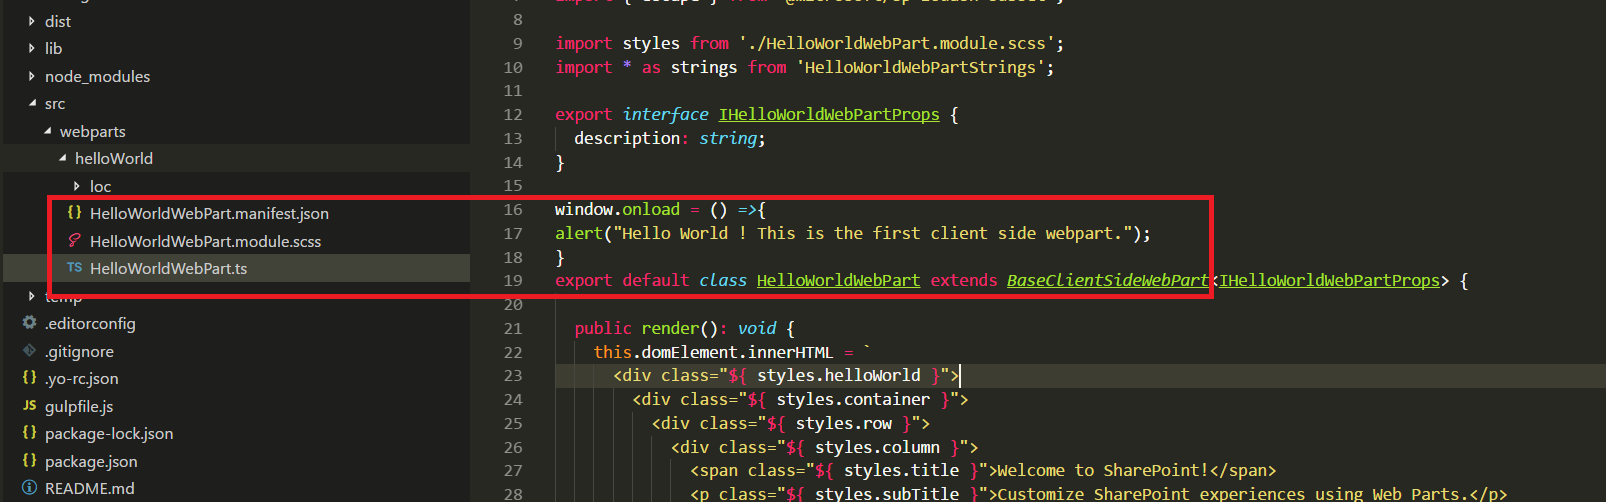 dist
lib
node_modules
src
webparts
helloWorld
loc
HelloWorldWebPart.manifest.json
HelloWorldWebPart.module.scss
TS HelloWorldWebPart.ts
temp
.editorconfig
.gitignore
.yo-rc.json
JS gulpfile.js
package-lock.json
package.json
README.md
8
9 import styles from './HelloWorldWebPart.module.scss';
10 import * as strings from 'HelloWorldWebPartStrings';
11
12 export interface IHelloWorldWebPartProps {
13 description: string;
14 }
15
16 window.onload = () =>{
17 alert("Hello World ! This is the first client side webpart.");
18 }
19 export default class HelloWorldWebPart extends BaseClientSideWebPart<IHelloWorldWebPartProps> {
20
21 public render(): void {
22 this.domElement.innerHTML = `
23 <div class="${ styles.helloWorld }">
24 <div class="${ styles.container }">
25 <div class="${ styles.row }">
26 <div class="${ styles.column }">
27 <span class="${ styles.title }">Welcome to SharePoint!</span>
28 <p class="${ styles.subTitle }">Customize SharePoint experiences using Web Parts.</p>